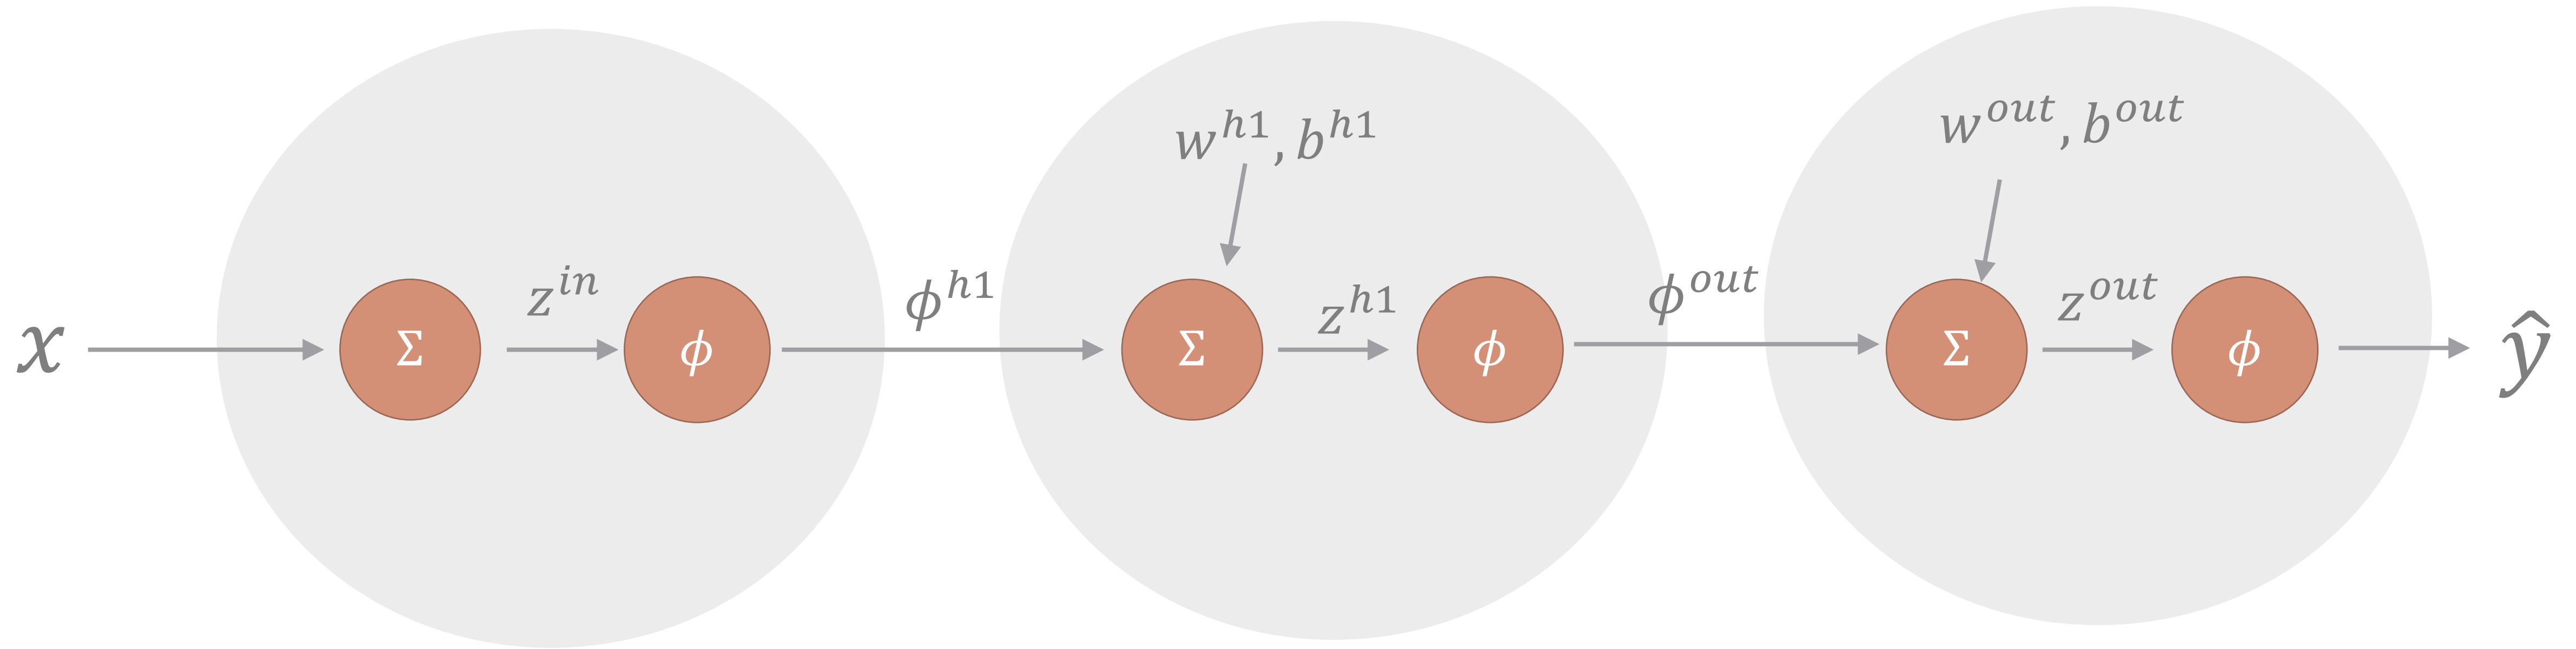 w^{h1}, b^{h1}
w^{out}, b^{out}
x
Σ
z^{in}
ϕ
ϕ^{h1}
Σ
z^{h1}
ϕ
ϕ^{out}
Σ
z^{out}
ϕ
ŷ